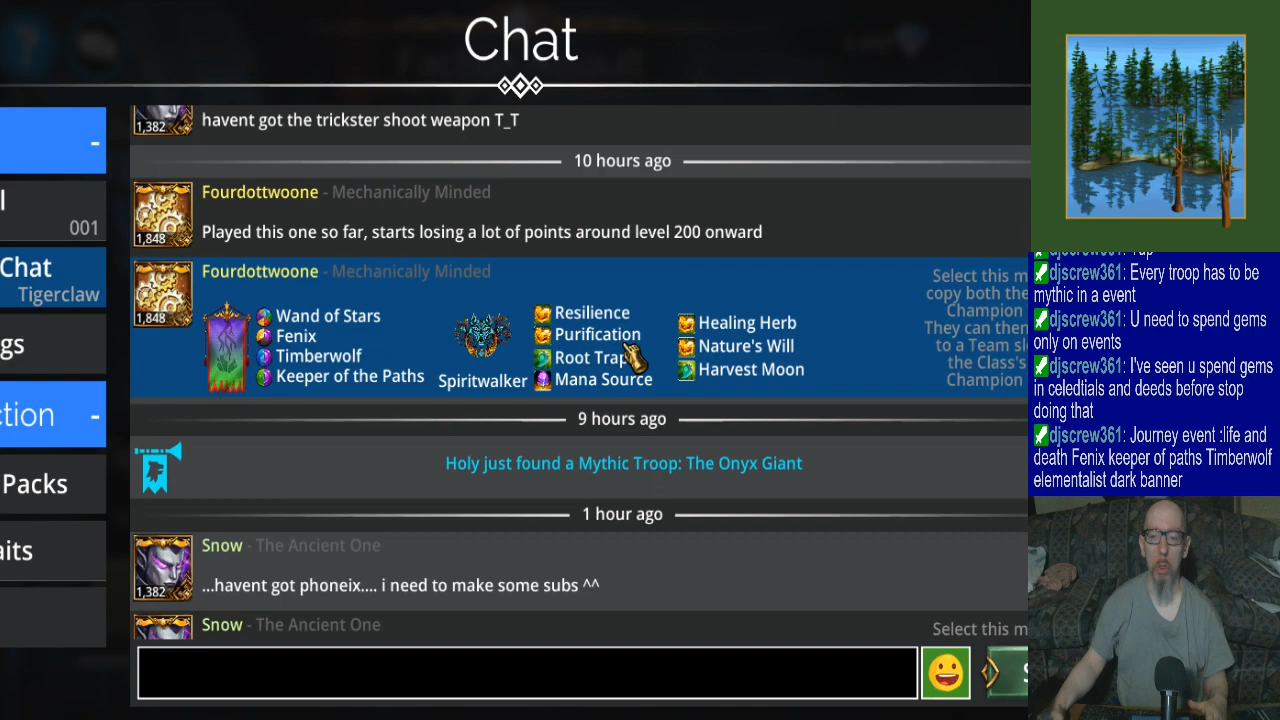 Chat
-
l
001
Chat
Tigerclaw
gs
ction
-
Packs
aits
1,382
havent got the trickster shoot weapon T_T
10 hours ago
Fourdottwoone - Mechanically Minded
1,848
Played this one so far, starts losing a lot of points around level 200 onward
Fourdottwoone - Mechanically Minded
1,848
Wand of Stars
Fenix
Timberwolf
Keeper of the Paths
Spiritwalker
Resilience
Purification
Root Trap
Mana Source
Healing Herb
Nature's Will
Harvest Moon
Select this m
copy both the
Champion
They can then
to a Team sl
the Class's
Champion
9 hours ago
Holy just found a Mythic Troop: The Onyx Giant
1 hour ago
Snow - The Ancient One
1,382
...havent got phoneix.... i need to make some subs ^^
Snow - The Ancient One
Select this m
djscrew361: Every troop has to be
mythic in a event
djscrew361: U need to spend gems
only on events
djscrew361: I've seen u spend gems
in celedtials and deeds before stop
doing that
djscrew361: Journey event :life and
death Fenix keeper of paths Timberwolf
elementalist dark banner